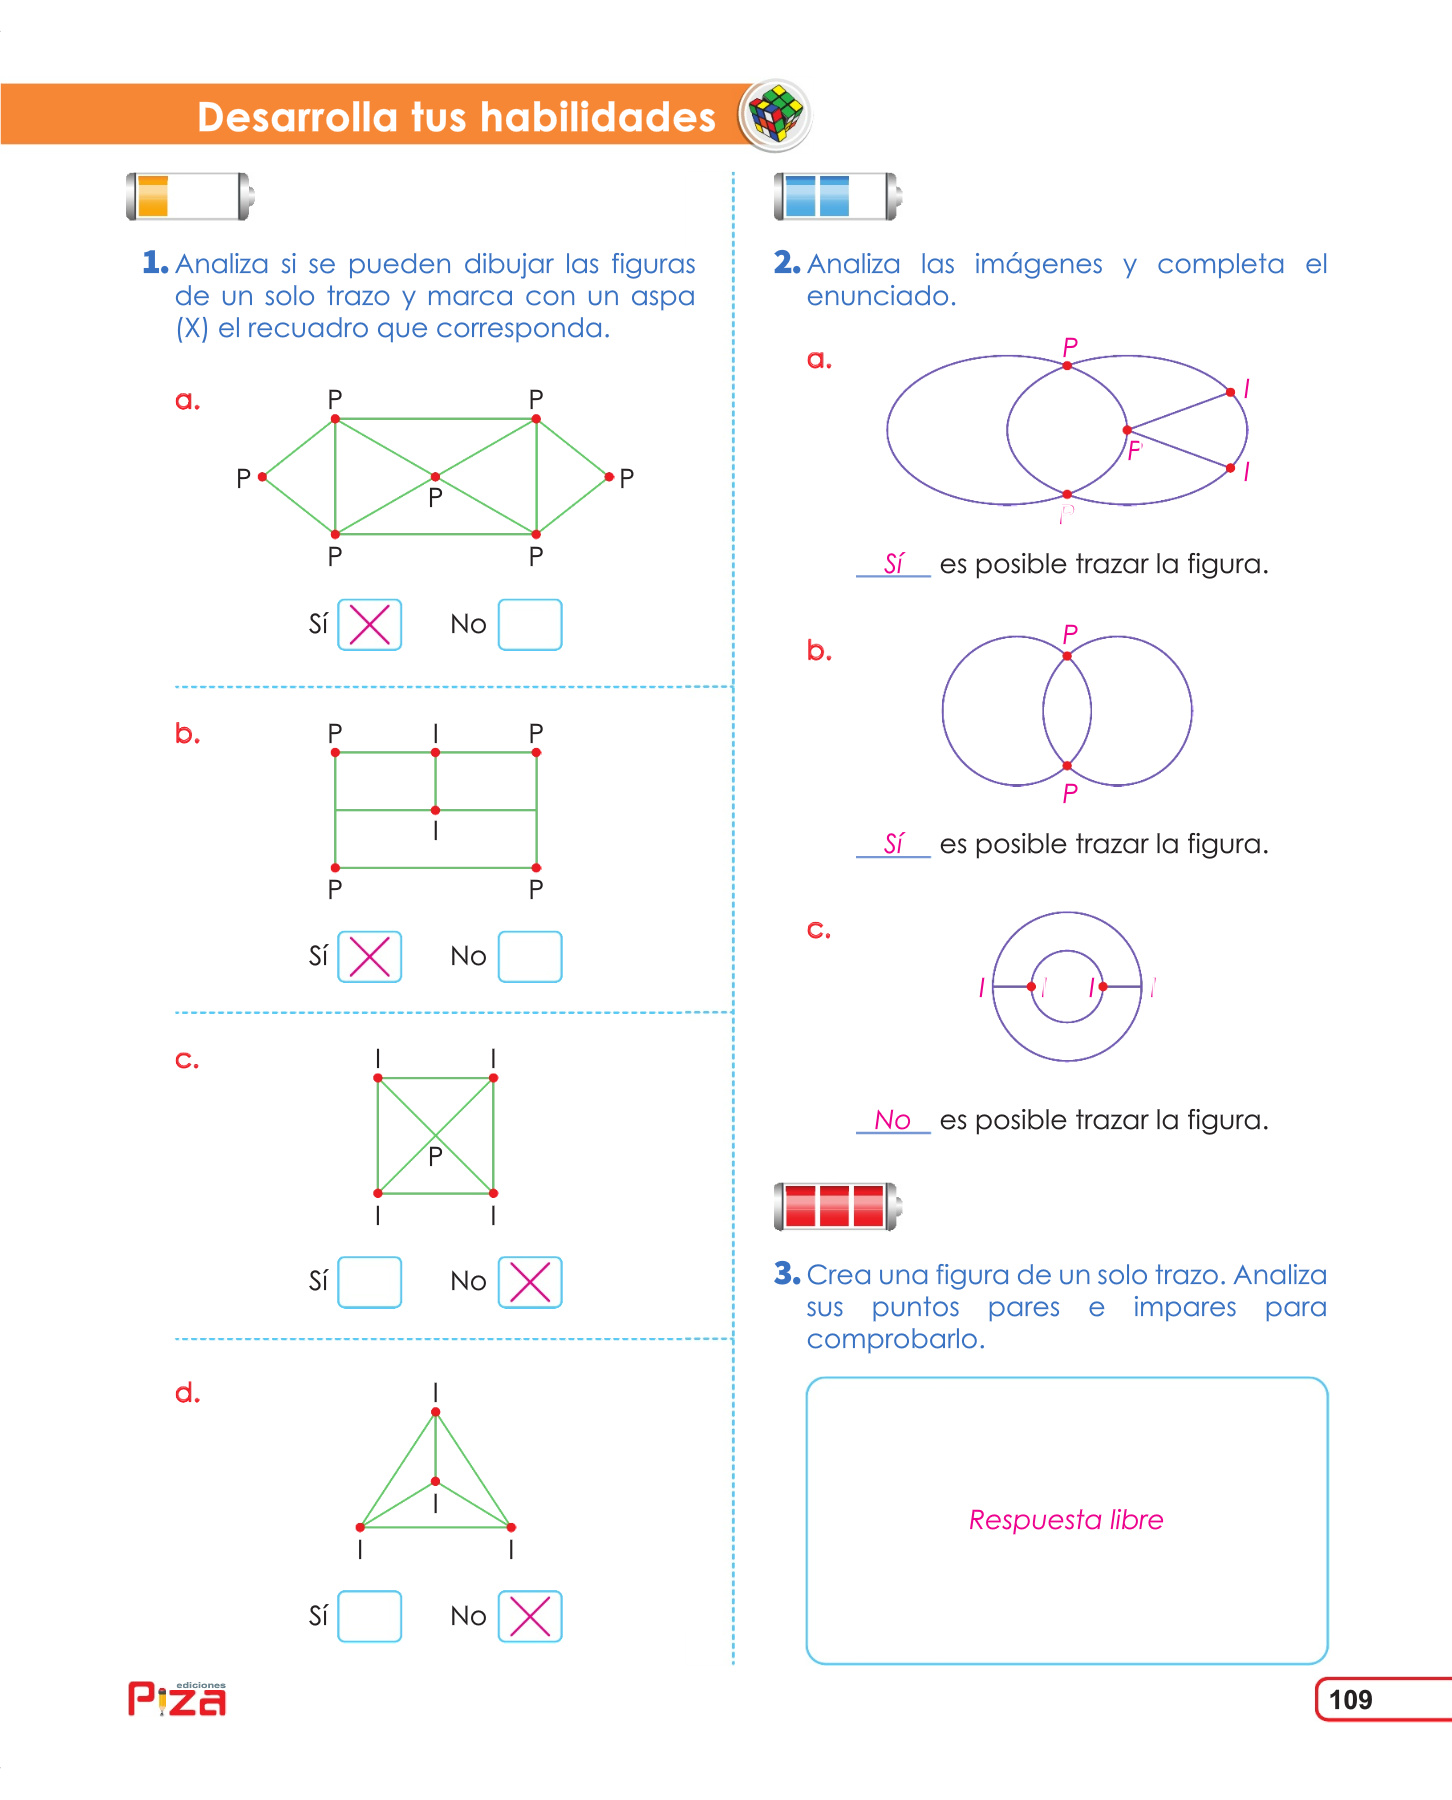 Desarrolla tus habilidades
1. Analiza si se pueden dibujar las figuras
de un solo trazo y marca con un aspa
(X) el recuadro que corresponda.
a.
P P
P P
P
P P
Sí No
b.
P I P
I
P P
Sí No
c.
I I
P
I I
Sí No
d.
I
I
I I
Sí No
2. Analiza las imágenes y completa el
enunciado.
a.
P
I
P
I
P
Sí es posible trazar la figura.
b.
P
P
Sí es posible trazar la figura.
c.
I I I I
No es posible trazar la figura.
3. Crea una figura de un solo trazo. Analiza
sus puntos pares e impares para
comprobarlo.
Respuesta libre
ediciones
Piza
109